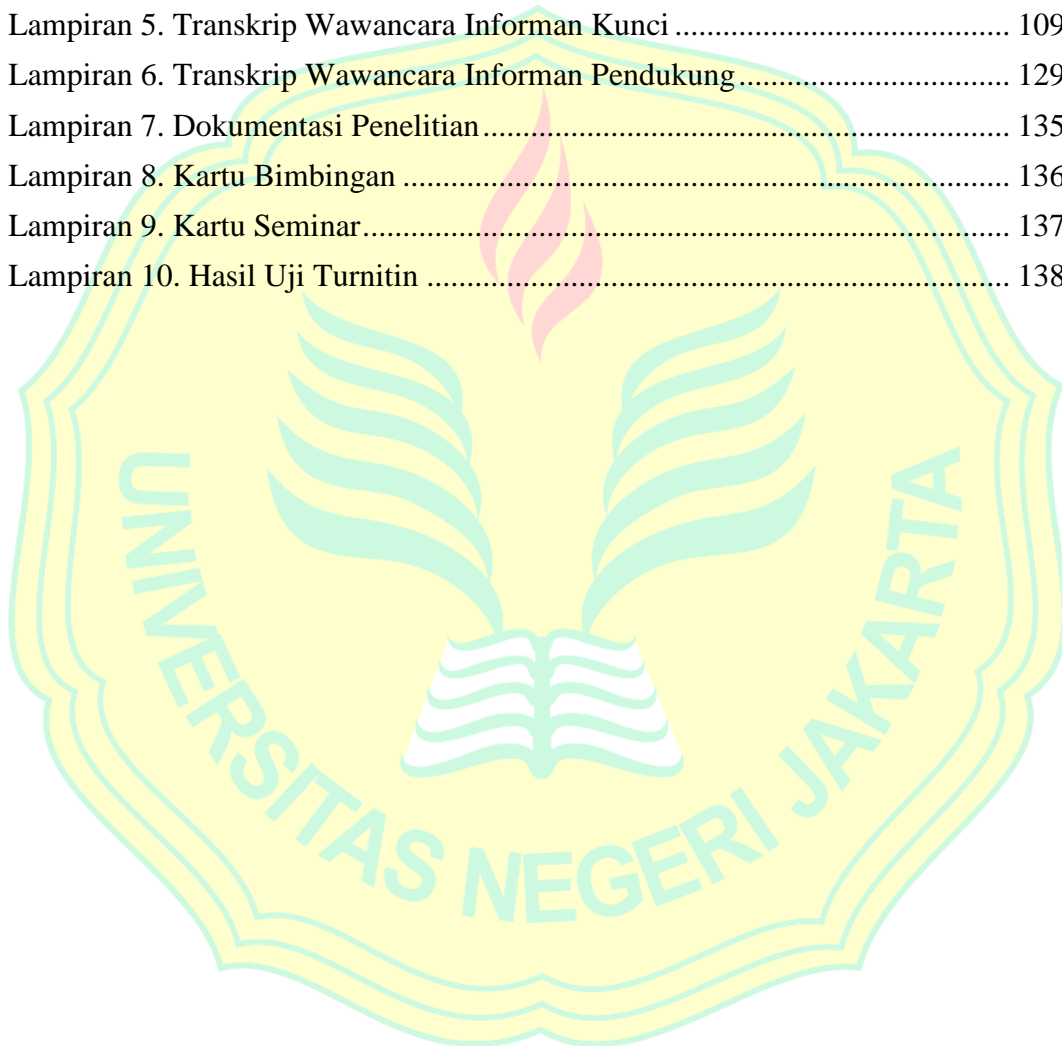 Lampiran 5. Transkrip Wawancara Informan Kunci ........................................ 109
Lampiran 6. Transkrip Wawancara Informan Pendukung ................................ 129
Lampiran 7. Dokumentasi Penelitian ............................................................... 135
Lampiran 8. Kartu Bimbingan ......................................................................... 136
Lampiran 9. Kartu Seminar .............................................................................. 137
Lampiran 10. Hasil Uji Turnitin ...................................................................... 138
UNIVERSITAS NEGERI JAKARTA